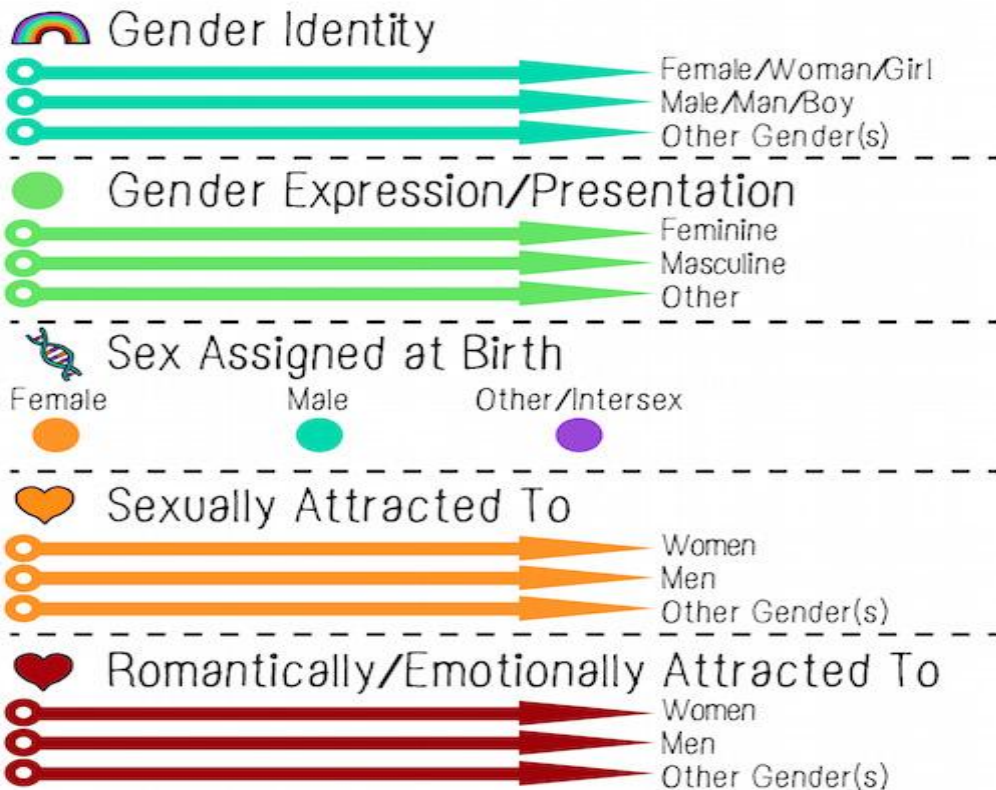 Gender Identity
Female/Woman/Girl
Male/Man/Boy
Other Gender(s)
Gender Expression/Presentation
Feminine
Masculine
Other
Sex Assigned at Birth
Female Male Other/Intersex
Sexually Attracted To
Women
Men
Other Gender(s)
Romantically/Emotionally Attracted To
Women
Men
Other Gender(s)